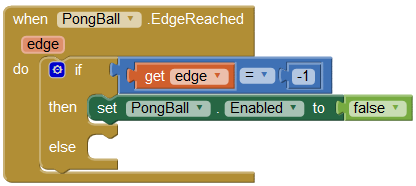 when PongBall .EdgeReached
edge
do if get edge = -1
then set PongBall . Enabled to false
else